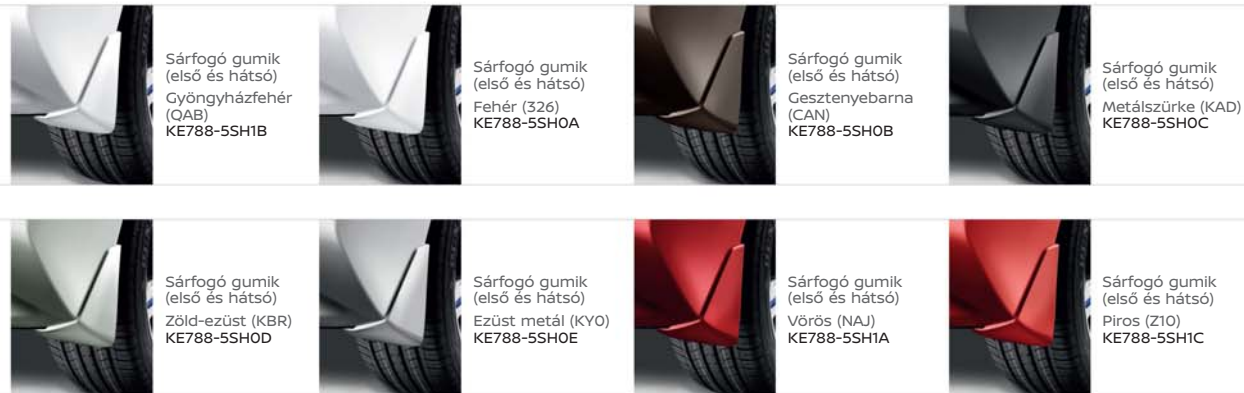 Sárfogó gumik
(első és hátsó)
Gyöngyházfehér
(QAB)
KE788-5SH1B
Sárfogó gumik
(első és hátsó)
Fehér (326)
KE788-5SH0A
Sárfogó gumik
(első és hátsó)
Gesztenyebarna
(CAN)
KE788-5SH0B
Sárfogó gumik
(első és hátsó)
Metálszürke (KAD)
KE788-5SH0C
Sárfogó gumik
(első és hátsó)
Zöld-ezüst (KBR)
KE788-5SH0D
Sárfogó gumik
(első és hátsó)
Ezüst metál (KY0)
KE788-5SH0E
Sárfogó gumik
(első és hátsó)
Vörös (NAJ)
KE788-5SH1A
Sárfogó gumik
(első és hátsó)
Piros (Z10)
KE788-5SH1C